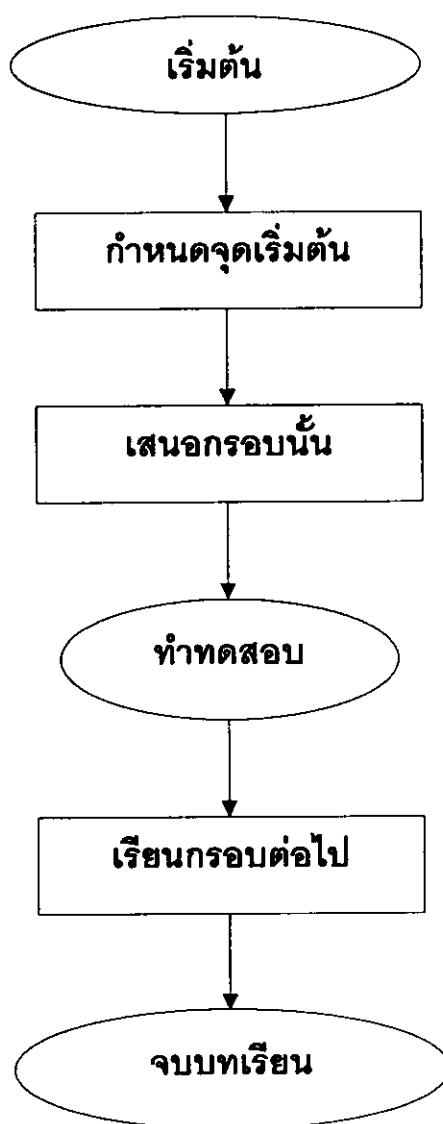 เริ่มต้น
กำหนดจุดเริ่มต้น
เสนอกรอบนั้น
ทำทดสอบ
เรียนกรอบต่อไป
จบบทเรียน